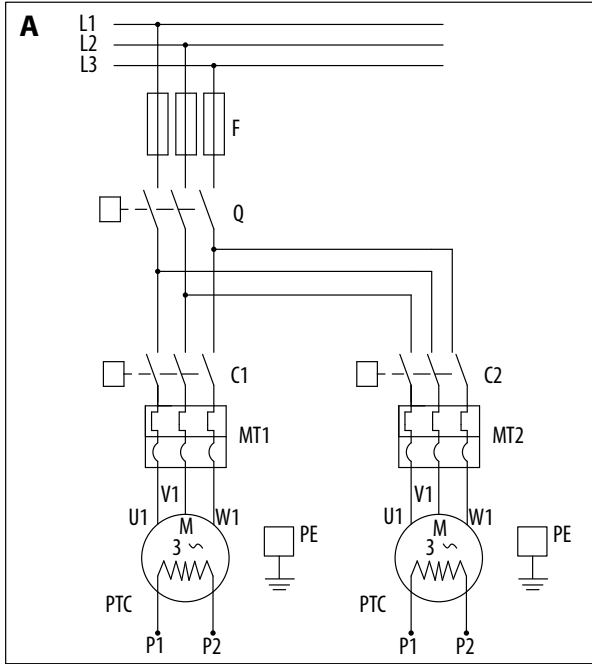 A
L1
L2
L3
F
Q
C1 C2
MT1 MT2
V1 V1
U1 W1 U1 W1
M M
PE PE
3 ~ 3 ~
PTC PTC
P1 P2 P1 P2